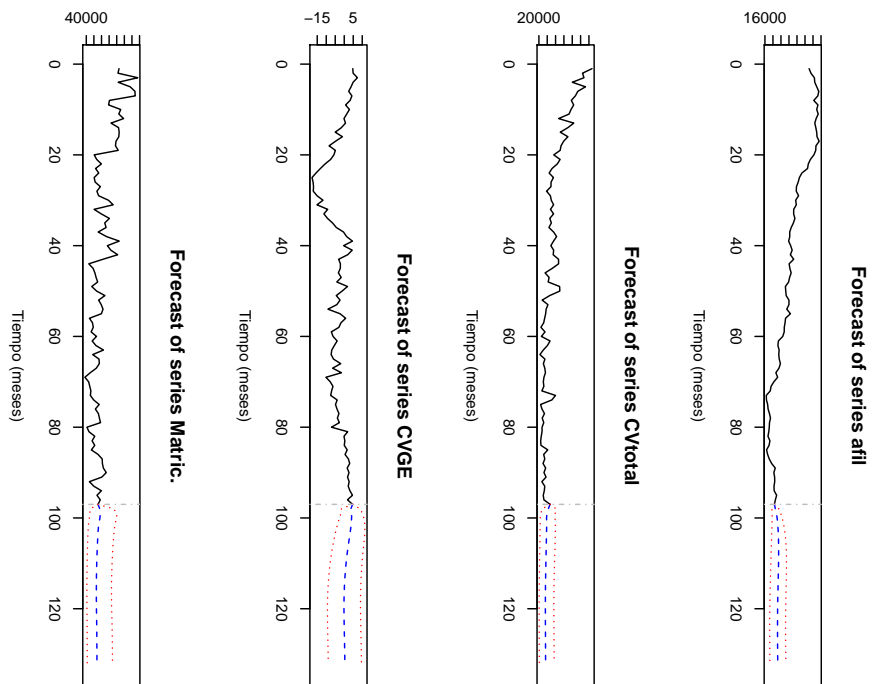 Forecast of series afil
16000
0 20 40 60 80 100 120
Tiempo (meses)
Forecast of series CVtotal
20000
0 20 40 60 80 100 120
Tiempo (meses)
Forecast of series CVGE
−15 5
0 20 40 60 80 100 120
Tiempo (meses)
Forecast of series Matric.
40000
0 20 40 60 80 100 120
Tiempo (meses)